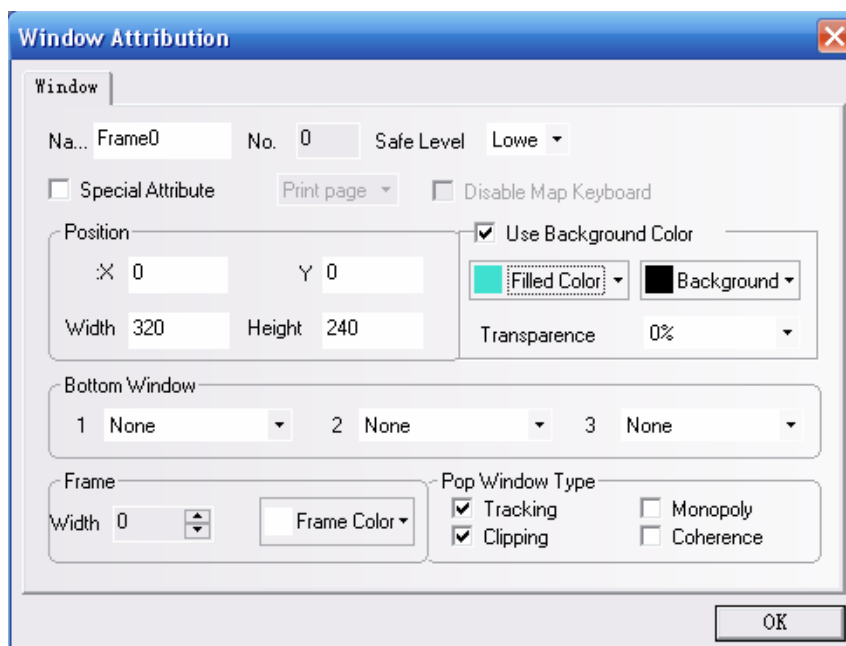 Window Attribution
Window
Na... Frame0 No. 0 Safe Level Lowe
Special Attribute Print page Disable Map Keyboard
Position Use Background Color
:X 0 Y 0 Filled Color Background
Width 320 Height 240 Transparence 0%
Bottom Window
1 None 2 None 3 None
Frame Pop Window Type
Width 0 Frame Color Tracking Monopoly
Clipping Coherence
OK